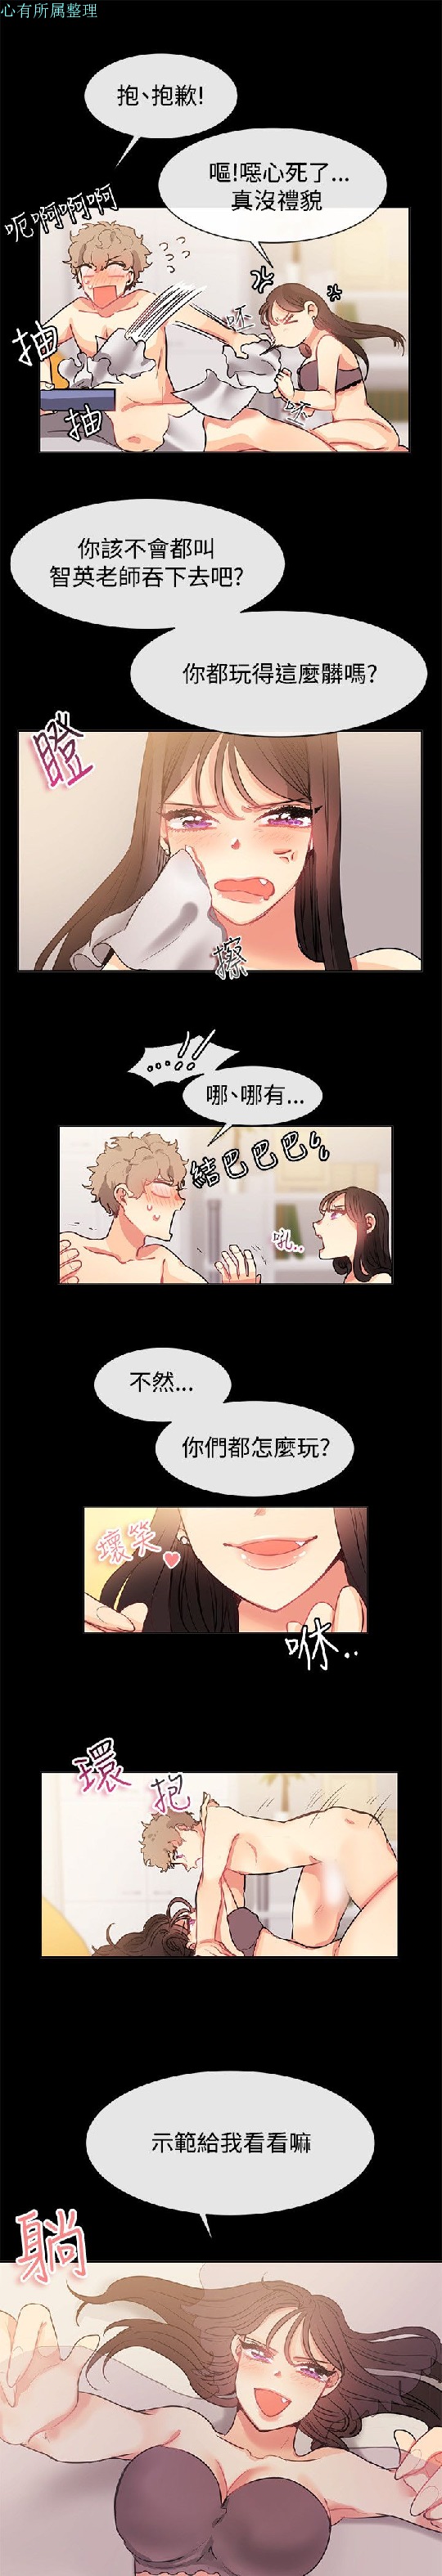 心有所属整理
抱、抱歉!
嘔!噁心死了...
真沒禮貌
呃啊啊啊
抽
呸
抽
呸
你該不會都叫
智英老師吞下去吧?
你都玩得這麼髒嗎?
瞪
擦
...!!
哪、哪有...
結巴巴巴
吼..
不然...
你們都怎麼玩?
壞笑
咻..
環
抱
示範給我看看嘛
躺